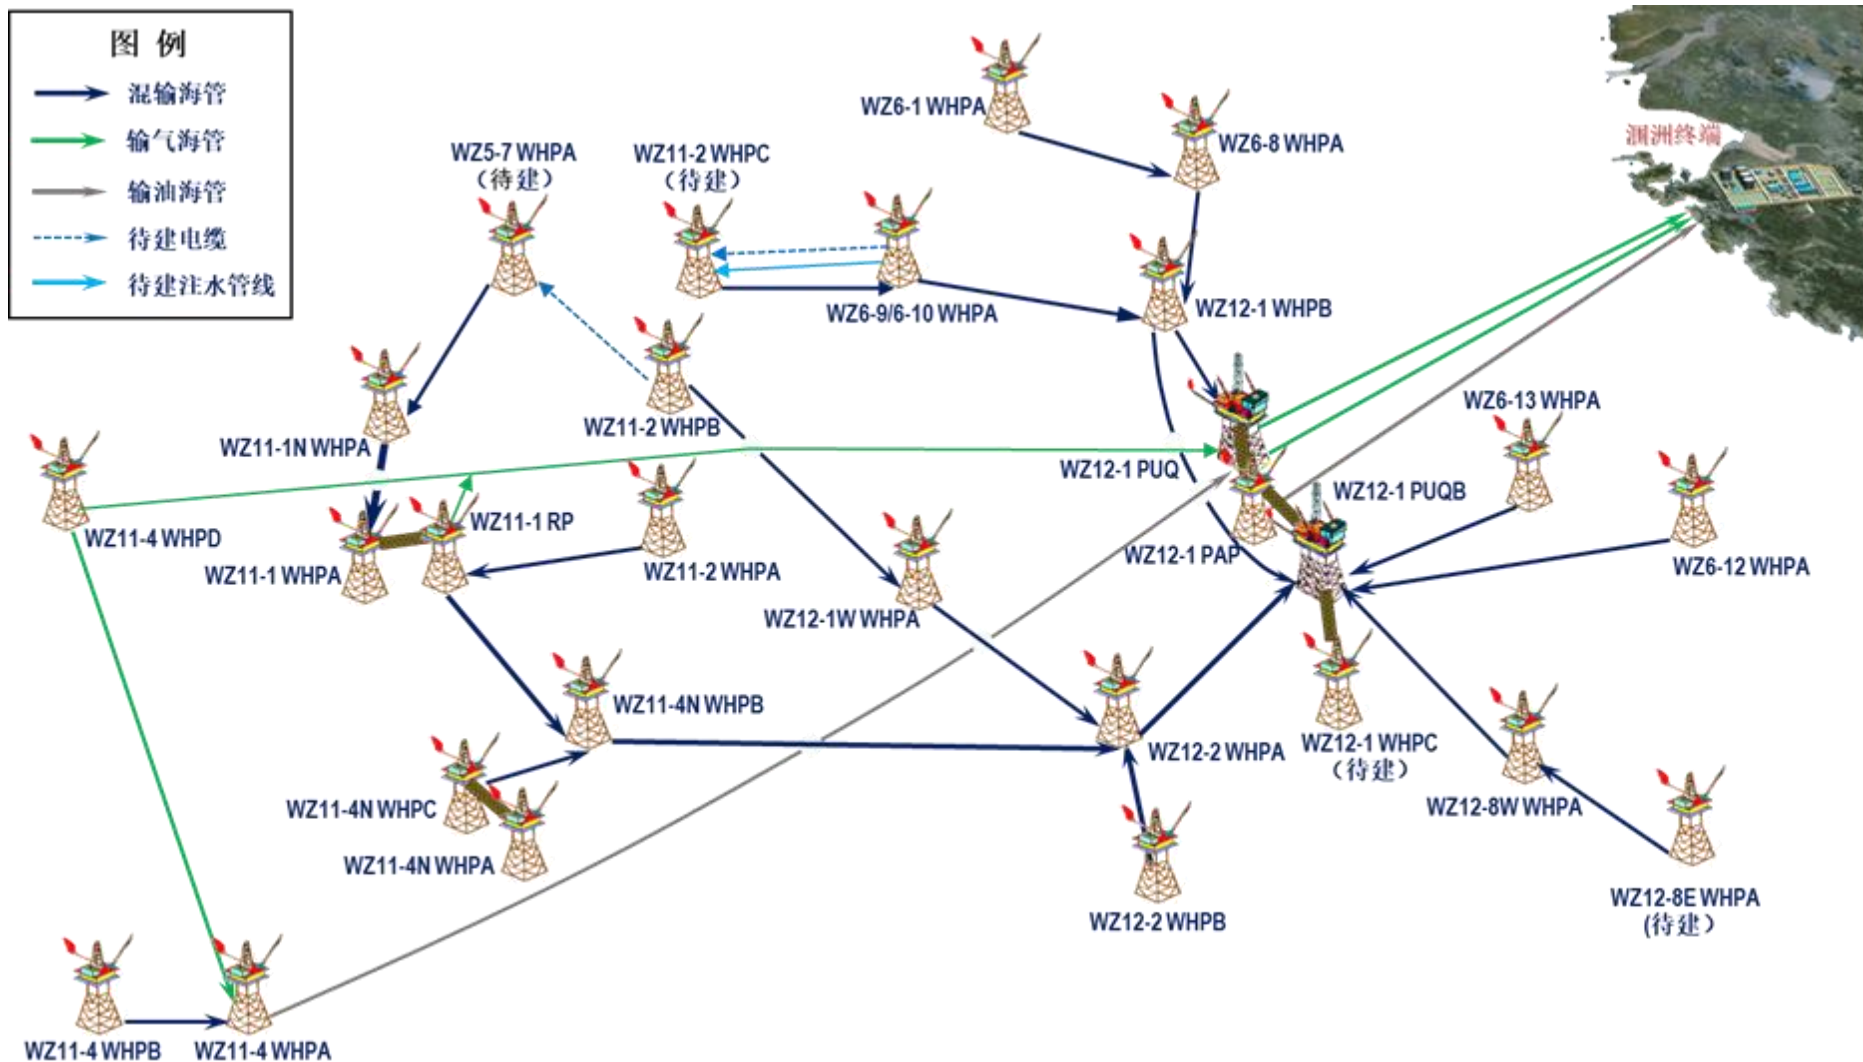 图 例
混输海管
输气海管
输油海管
待建电缆
待建注水管线
WZ6-1 WHPA
WZ6-8 WHPA
涠洲终端
WZ5-7 WHPA
（待建）
WZ11-2 WHPC
（待建）
WZ6-9/6-10 WHPA
WZ12-1 WHPB
WZ11-1N WHPA
WZ11-2 WHPB
WZ12-1 PUQ
WZ12-1 PUQB
WZ6-13 WHPA
WZ11-4 WHPD
WZ11-1 RP
WZ11-1 WHPA
WZ11-2 WHPA
WZ12-1 PAP
WZ6-12 WHPA
WZ12-1W WHPA
WZ11-4N WHPB
WZ12-2 WHPA
WZ12-1 WHPC
（待建）
WZ11-4N WHPC
WZ12-8W WHPA
WZ11-4N WHPA
WZ12-2 WHPB
WZ12-8E WHPA
(待建）
WZ11-4 WHPB
WZ11-4 WHPA